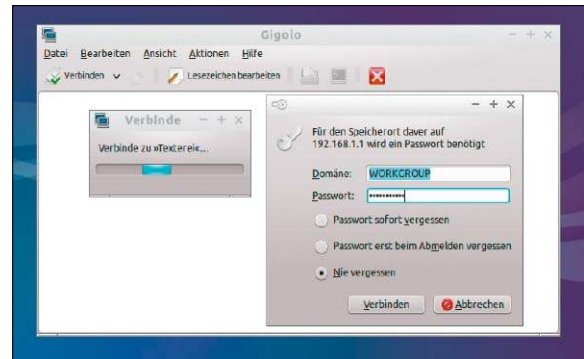 Gigolo
Datei Bearbeiten Ansicht Aktionen Hilfe
Verbinden Lesezeichen bearbeiten
Verbinde
Verbinde zu »Textcerei«...
Für den Speicherort daver auf
192.168.1.1 wird ein Passwort benötigt
Domäne: WORKGROUP
Passwort: ••••••••••
Passwort sofort vergessen
Passwort erst beim Abmelden vergessen
Nie vergessen
Verbinden Abbrechen